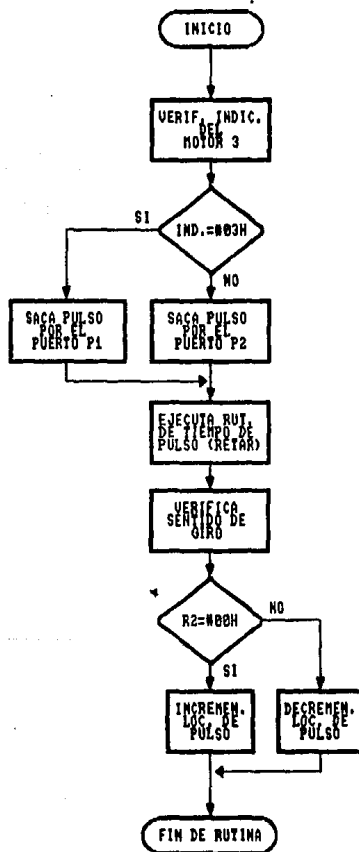 INICIO
VERIF. INDIC.
DEL
MOTOR 3
SI
IND.=#03H
NO
SACA PULSO
POR EL
PUERTO P1
SACA PULSO
POR EL
PUERTO P2
EJECUTA RUT.
DE TIEMPO DE
PULSO (RETAR)
VERIFICA
SENTIDO DE
GIRO
R2=#00H
NO
SI
INCREMEN.
LOC. DE
PULSO
DECREMEN.
LOC. DE
PULSO
FIN DE RUTINA